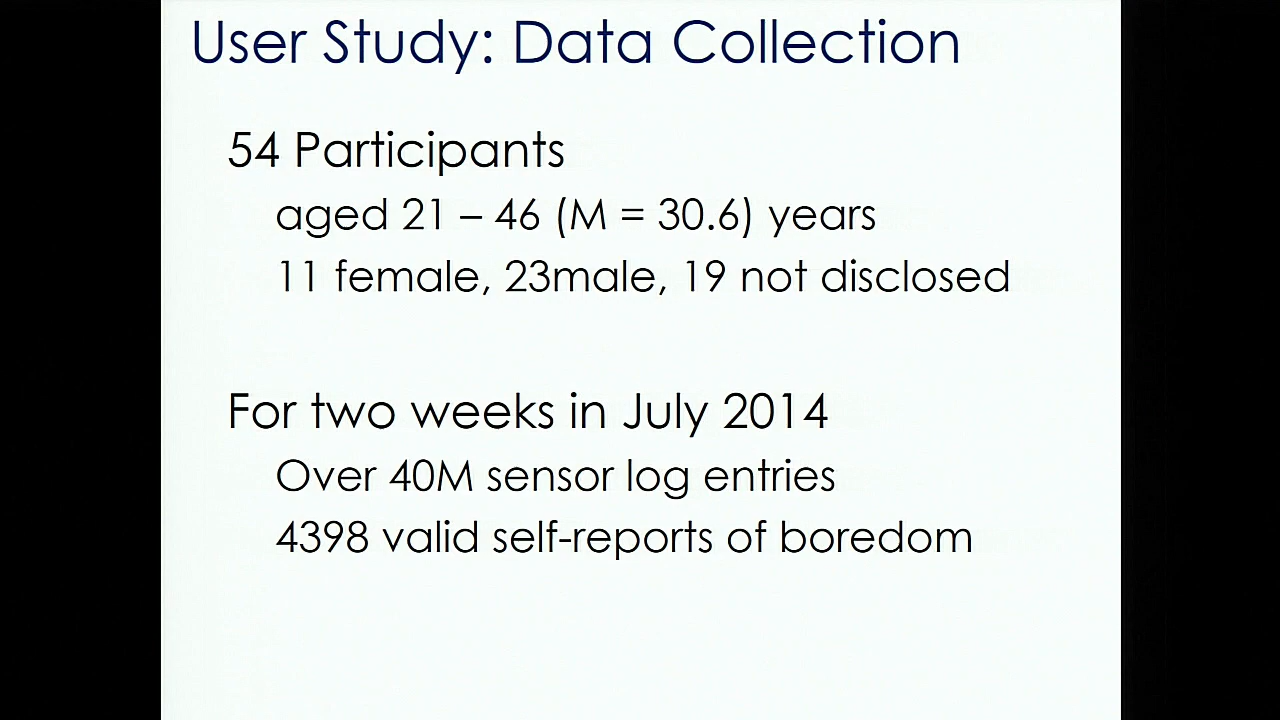 User Study: Data Collection
54 Participants
aged 21 – 46 (M = 30.6) years
11 female, 23male, 19 not disclosed
For two weeks in July 2014
Over 40M sensor log entries
4398 valid self-reports of boredom